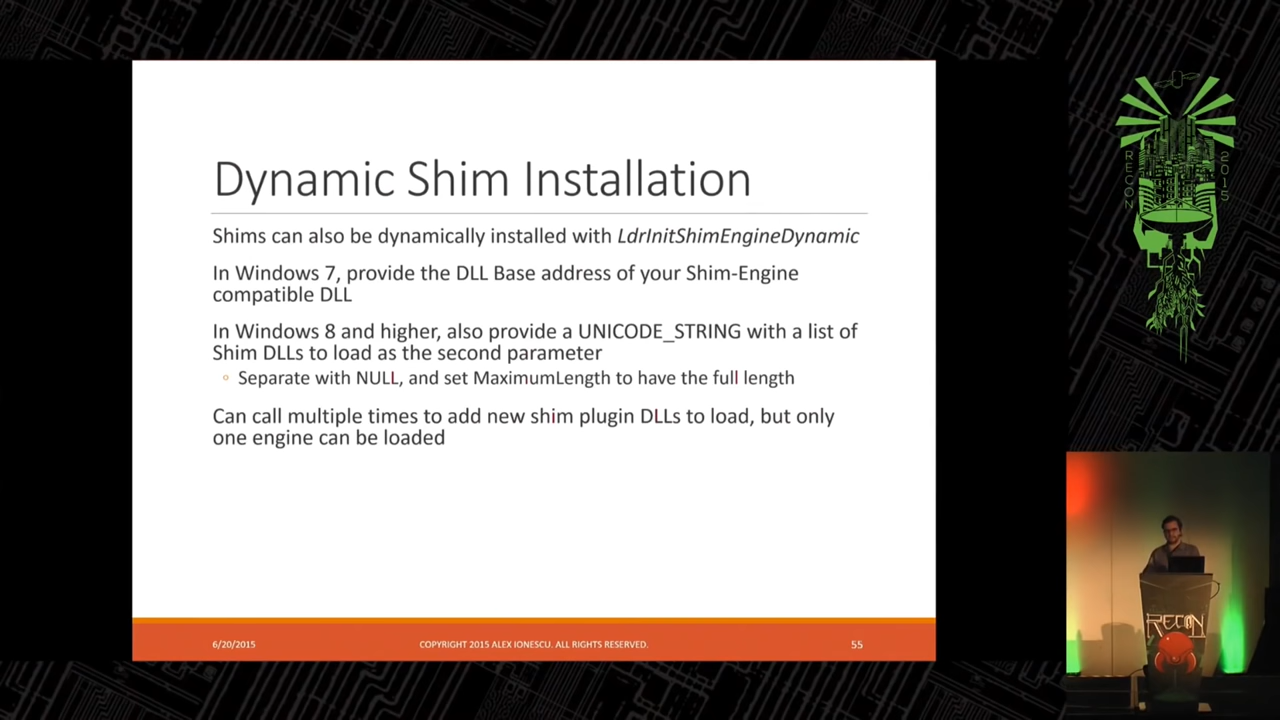 Dynamic Shim Installation
Shims can also be dynamically installed with LdrInitShimEngineDynamic
In Windows 7, provide the DLL Base address of your Shim-Engine
compatible DLL
In Windows 8 and higher, also provide a UNICODE_STRING with a list of
Shim DLLs to load as the second parameter
Separate with NULL, and set MaximumLength to have the full length
Can call multiple times to add new shim plugin DLLs to load, but only
one engine can be loaded
6/20/2015
COPYRIGHT 2015 ALEX IONESCU. ALL RIGHTS RESERVED.
55
RECON
2015
RECON